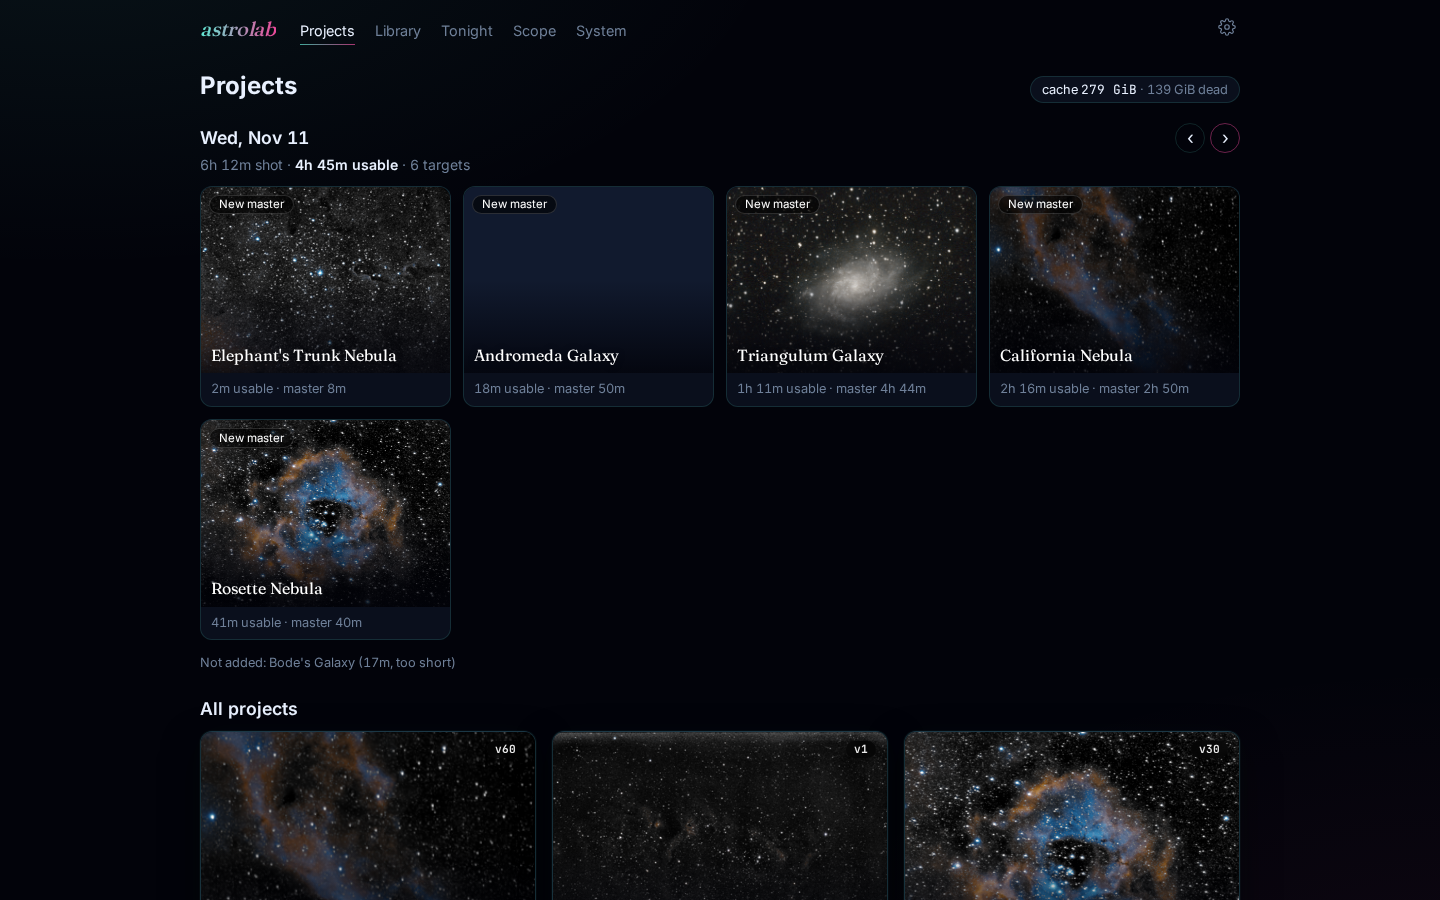 astrolab Projects Library Tonight Scope System
Projects
cache 279 GiB · 139 GiB dead
Wed, Nov 11
‹ ›
6h 12m shot · 4h 45m usable · 6 targets
New master
Elephant's Trunk Nebula
2m usable · master 8m
New master
Andromeda Galaxy
18m usable · master 50m
New master
Triangulum Galaxy
1h 11m usable · master 4h 44m
New master
California Nebula
2h 16m usable · master 2h 50m
New master
Rosette Nebula
41m usable · master 40m
Not added: Bode's Galaxy (17m, too short)
All projects
v60
v1
v30